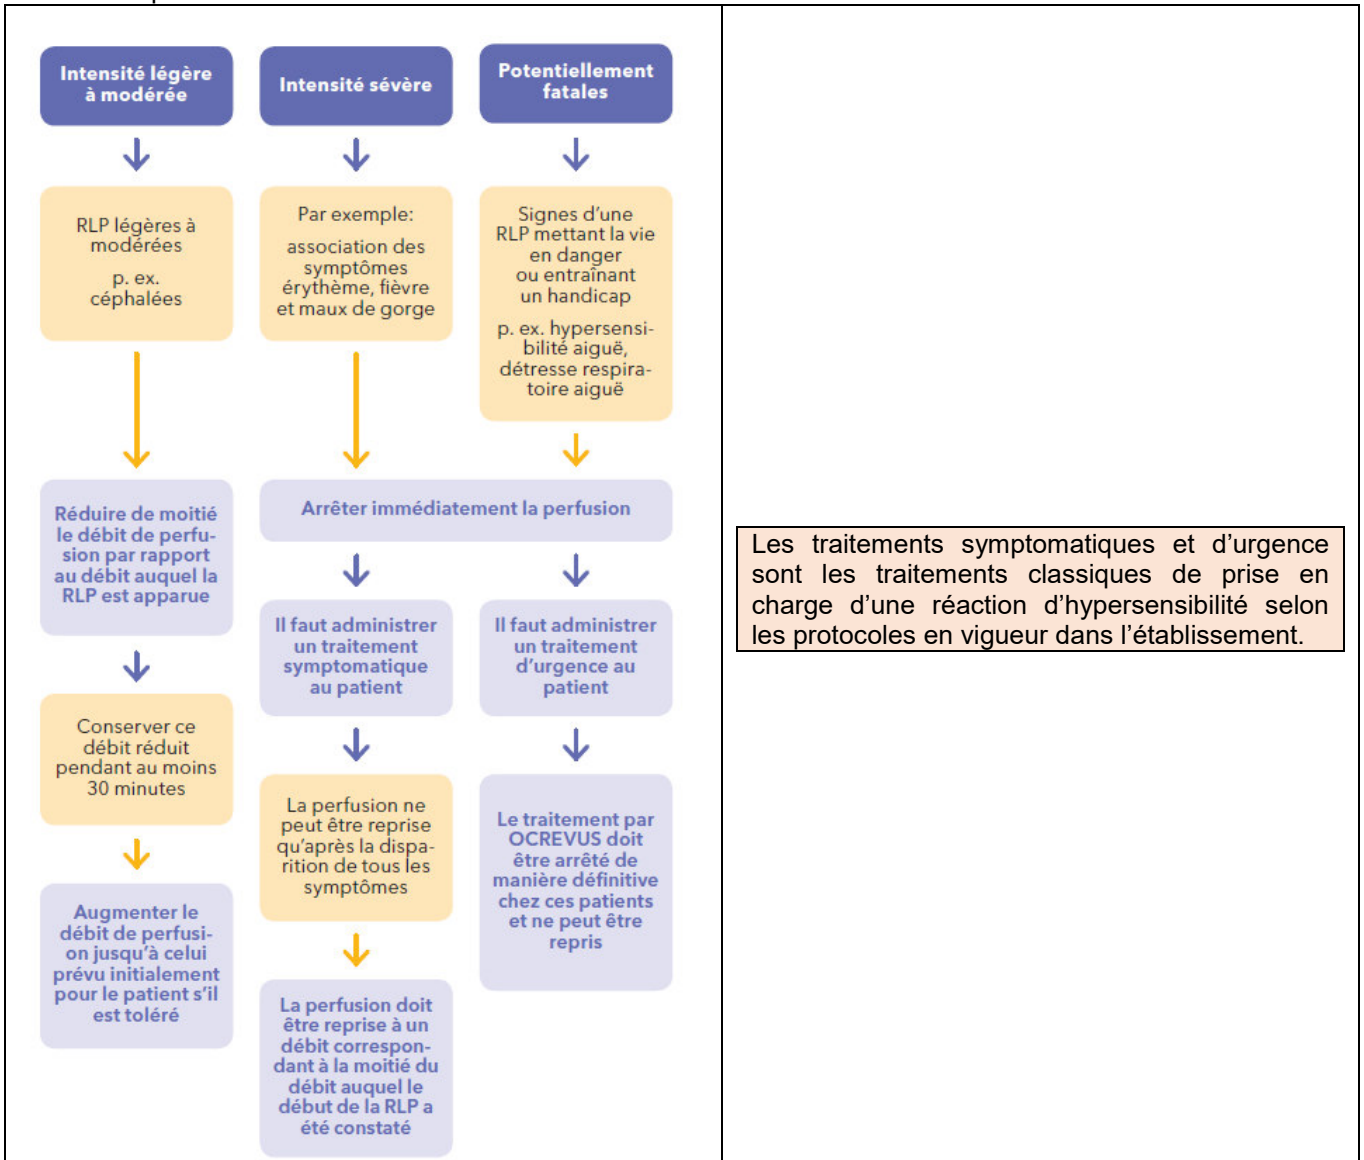 Intensité légère
à modérée
RLP légères à
modérées
p. ex.
céphalées
Réduire de moitié
le débit de perfu-
sion par rapport
au débit auquel la
RLP est apparue
Conserver ce
débit réduit
pendant au moins
30 minutes
Augmenter le
débit de perfusi-
on jusqu'à celui
prévu initialement
pour le patient s'il
est toléré
Intensité sévère
Par exemple:
association des
symptômes
érythème, fièvre
et maux de gorge
Potentiellement
fatales
Signes d'une
RLP mettant la vie
en danger
ou entraînant
un handicap
p. ex. hypersensi-
bilité aiguë,
détresse respira-
toire aiguë
Arrêter immédiatement la perfusion
Il faut administrer
un traitement
symptomatique
au patient
La perfusion ne
peut être reprise
qu'après la dispa-
rition de tous les
symptômes
La perfusion doit
être reprise à un
débit correspon-
dant à la moitié du
débit auquel le
début de la RLP a
été constaté
Il faut administrer
un traitement
d'urgence au
patient
Le traitement par
OCREVUS doit
être arrêté de
manière définitive
chez ces patients
et ne peut être
repris
Les traitements symptomatiques et d'urgence
sont les traitements classiques de prise en
charge d'une réaction d'hypersensibilité selon
les protocoles en vigueur dans l'établissement.